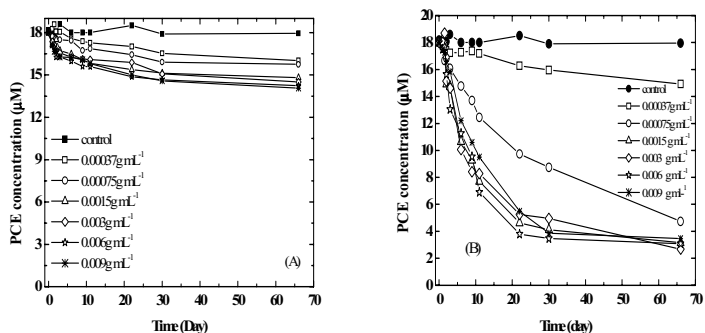 21
18
15
12
9
6
3
0
PCE concentration (µM)
control
0.00037gmL-1
0.00075gmL-1
0.0015gmL-1
0.003gmL-1
0.006gmL-1
0.009gmL-1
(A)
0 10 20 30 40 50 60 70
Time (Day)
20
18
16
14
12
10
8
6
4
2
0
PCE concentraton (µM)
control
0.00037gmL-1
0.00075gmL-1
0.0015gmL-1
0.003 gmL-1
0.006 gmL-1
0.009 gml-1
(B)
0 10 20 30 40 50 60 70
Time (day)